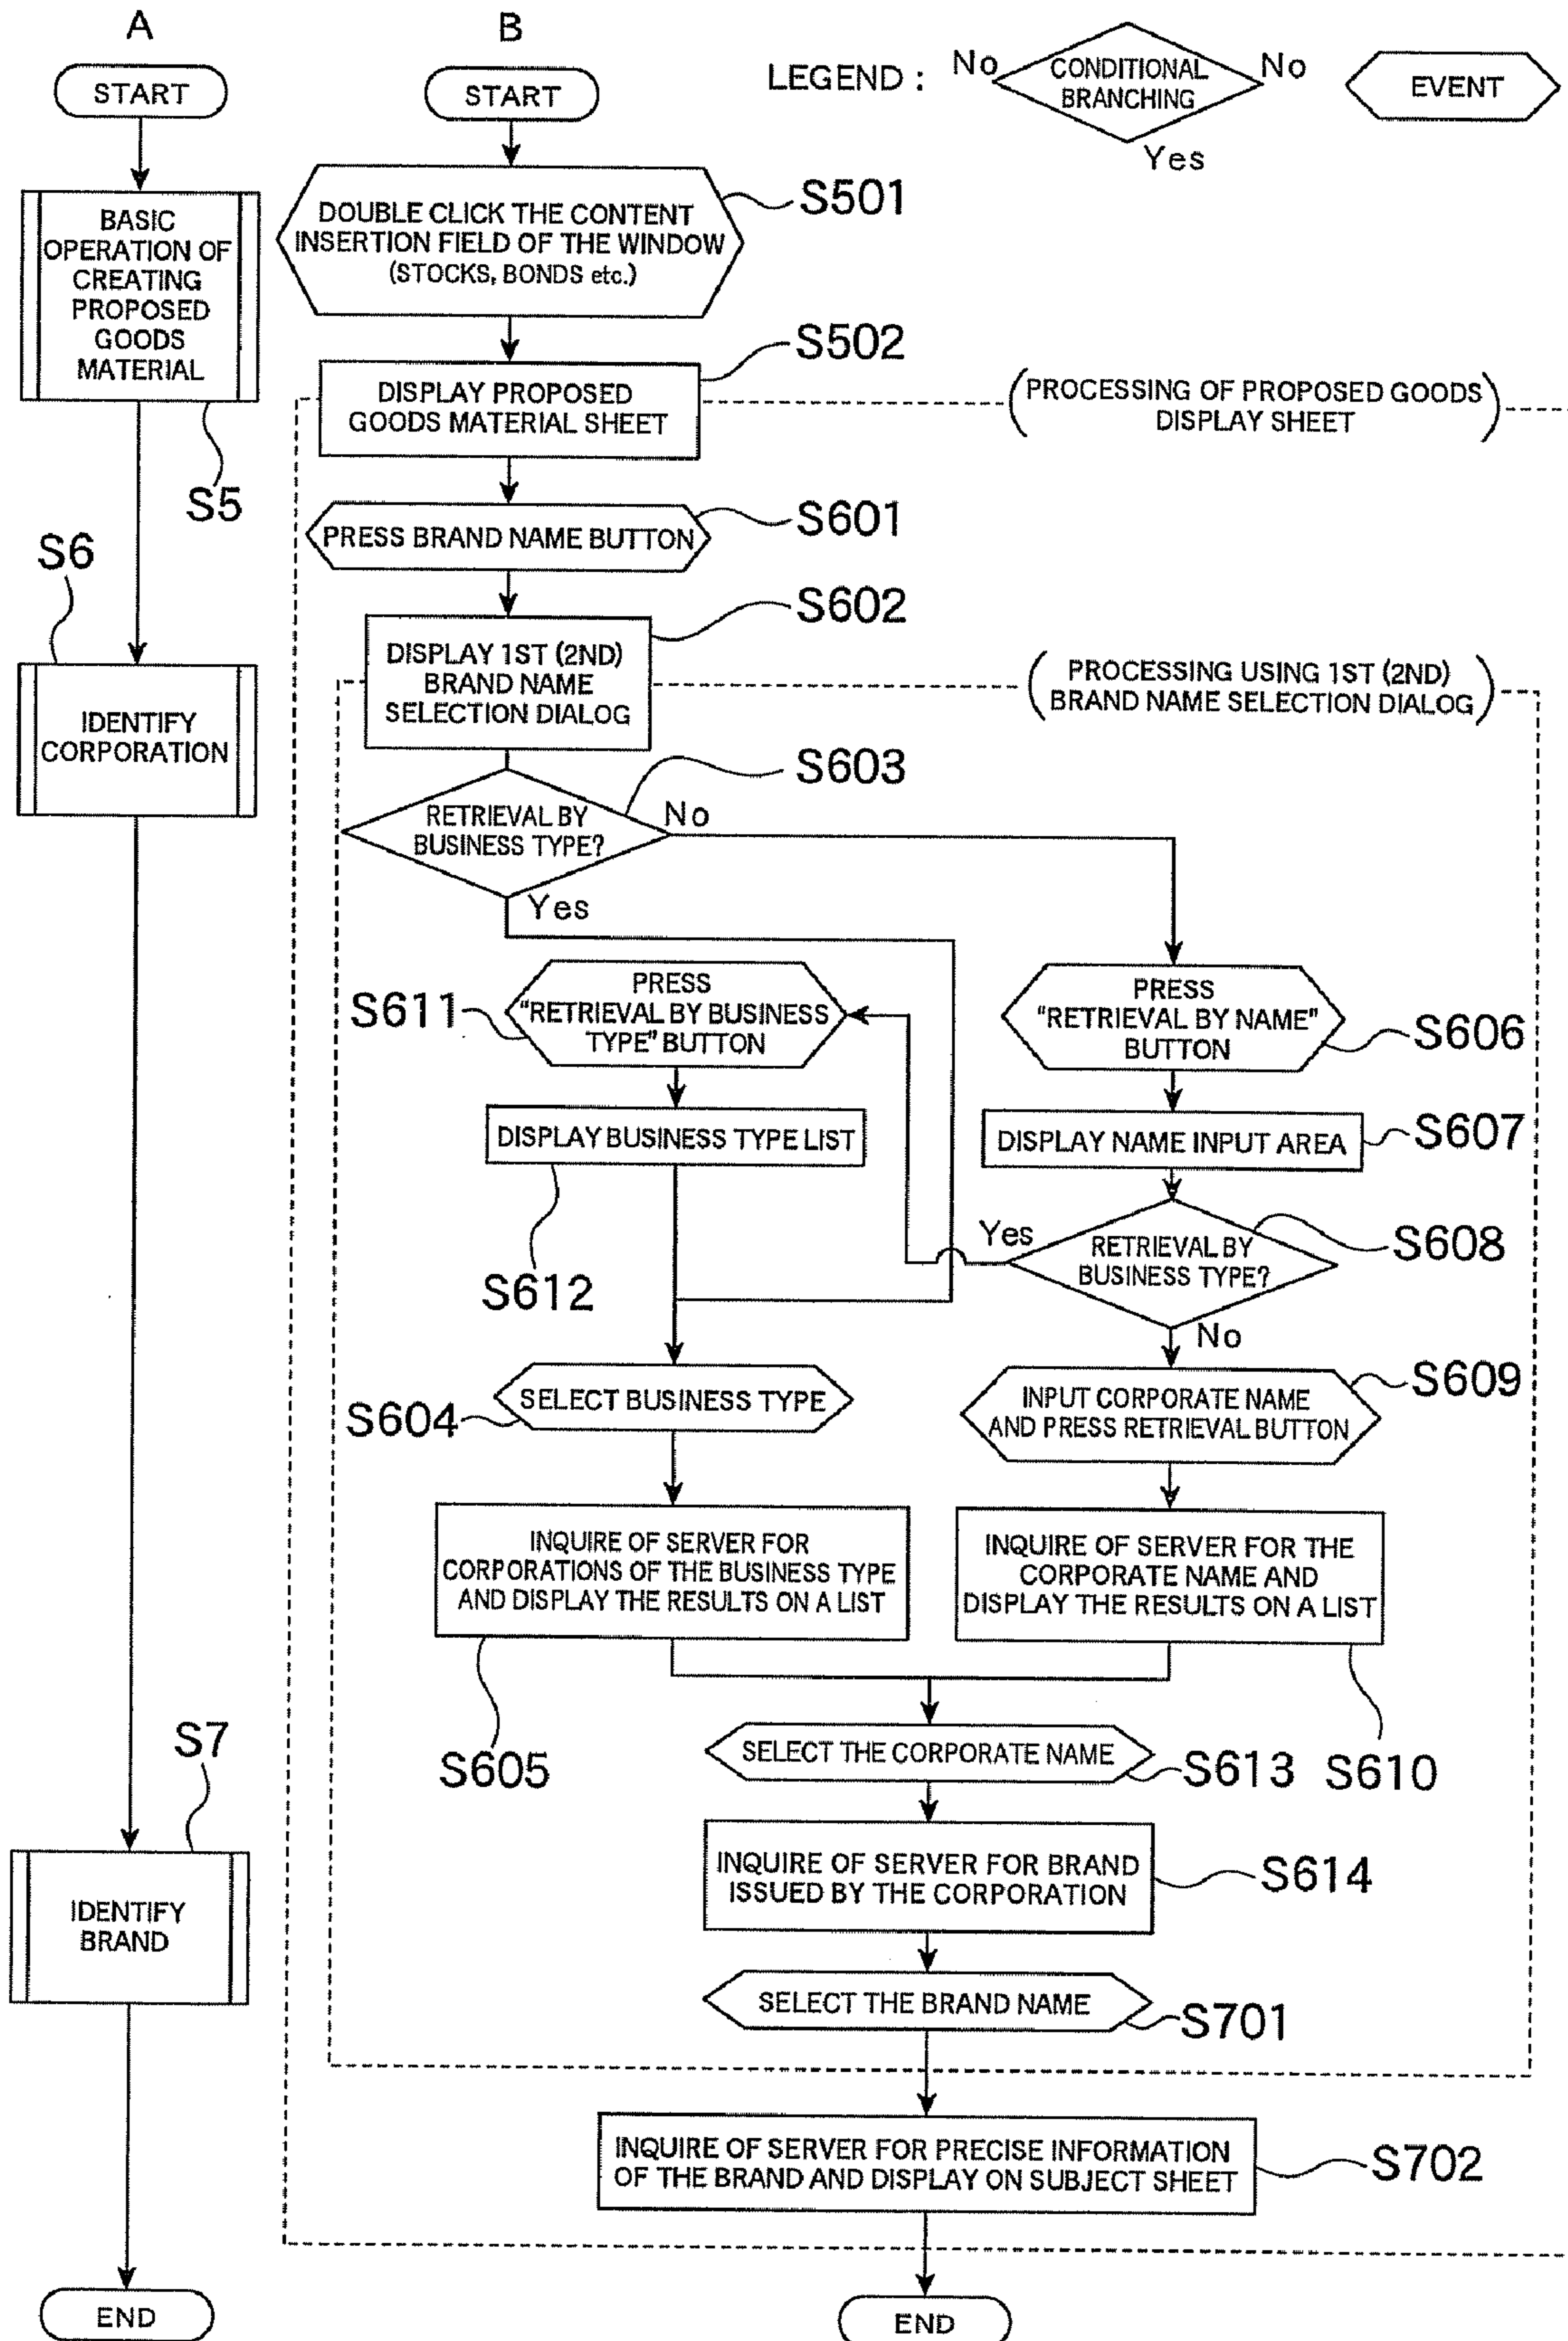 A
START
BASIC
OPERATION OF
CREATING
PROPOSED
GOODS
MATERIAL
S5
S6
IDENTIFY
CORPORATION
S7
IDENTIFY
BRAND
END
B
START
LEGEND :
No
CONDITIONAL
BRANCHING
No
Yes
EVENT
DOUBLE CLICK THE CONTENT
INSERTION FIELD OF THE WINDOW
(STOCKS, BONDS etc.)
S501
DISPLAY PROPOSED
GOODS MATERIAL SHEET
S502
(PROCESSING OF PROPOSED GOODS
DISPLAY SHEET)
PRESS BRAND NAME BUTTON
S601
DISPLAY 1ST (2ND)
BRAND NAME
SELECTION DIALOG
S602
(PROCESSING USING 1ST (2ND)
BRAND NAME SELECTION DIALOG)
RETRIEVAL BY
BUSINESS TYPE?
S603
No
Yes
PRESS
"RETRIEVAL BY BUSINESS
TYPE" BUTTON
S611
PRESS
"RETRIEVAL BY NAME"
BUTTON
S606
DISPLAY BUSINESS TYPE LIST
S612
DISPLAY NAME INPUT AREA
S607
RETRIEVAL BY
BUSINESS TYPE?
S608
Yes
No
SELECT BUSINESS TYPE
S604
INPUT CORPORATE NAME
AND PRESS RETRIEVAL BUTTON
S609
INQUIRE OF SERVER FOR
CORPORATIONS OF THE BUSINESS TYPE
AND DISPLAY THE RESULTS ON A LIST
S605
INQUIRE OF SERVER FOR THE
CORPORATE NAME AND
DISPLAY THE RESULTS ON A LIST
S610
SELECT THE CORPORATE NAME
S613
INQUIRE OF SERVER FOR BRAND
ISSUED BY THE CORPORATION
S614
SELECT THE BRAND NAME
S701
INQUIRE OF SERVER FOR PRECISE INFORMATION
OF THE BRAND AND DISPLAY ON SUBJECT SHEET
S702
END